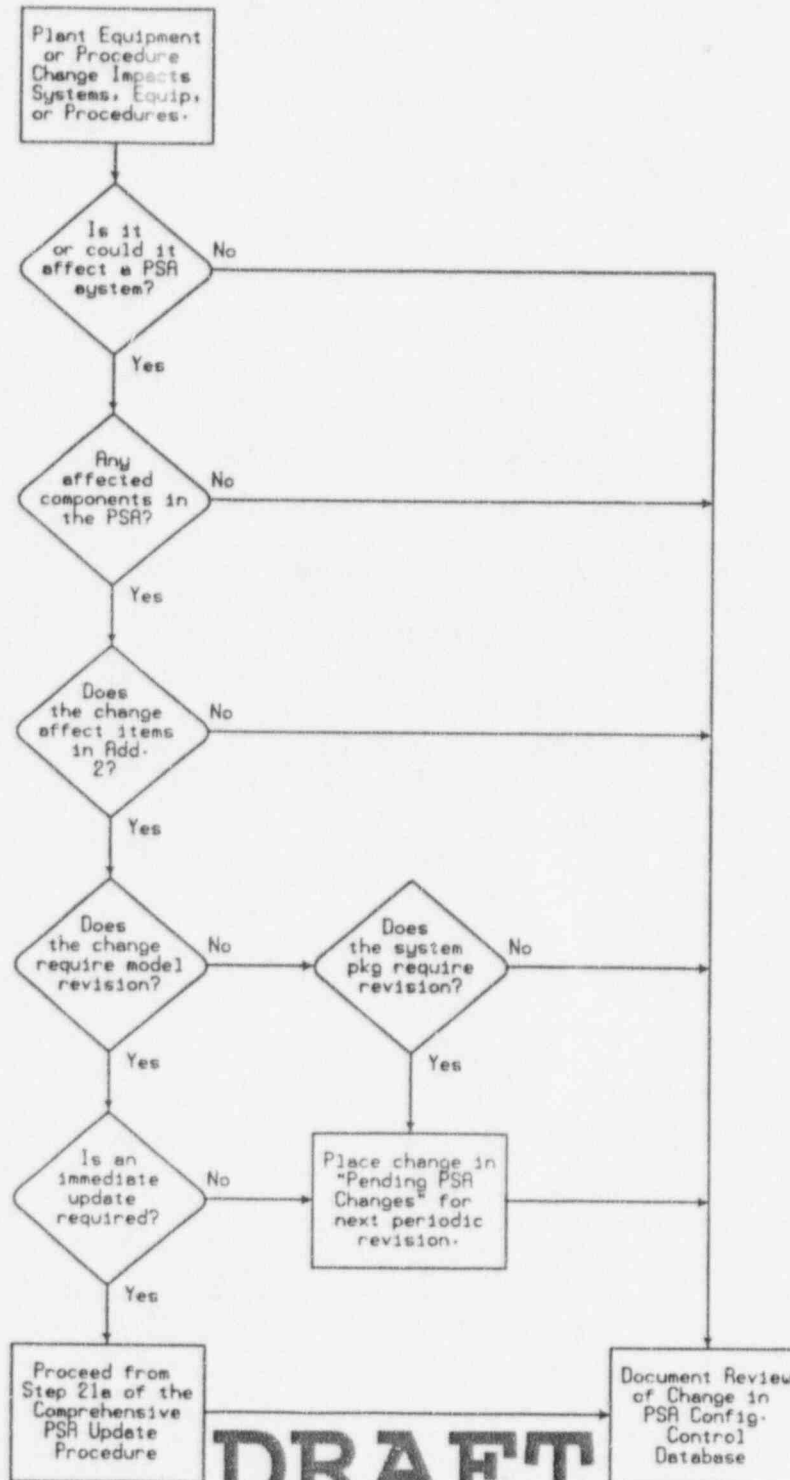 Plant Equipment
or Procedure
Change Impacts
Systems, Equip,
or Procedures.
Is it
or could it
affect a PSA
system?
No
Yes
Any
affected
components in
the PSA?
No
Yes
Does
the change
affect items
in Add.
2?
No
Yes
Does
the change
require model
revision?
No
Does
the system
pkg require
revision?
No
Yes
Yes
Is an
immediate
update
required?
No
Place change in
"Pending PSA
Changes" for
next periodic
revision.
Yes
Proceed from
Step 21a of the
Comprehensive
PSA Update
Procedure
Document Review
of Change in
PSA Config.
Control
Database
DRAFT